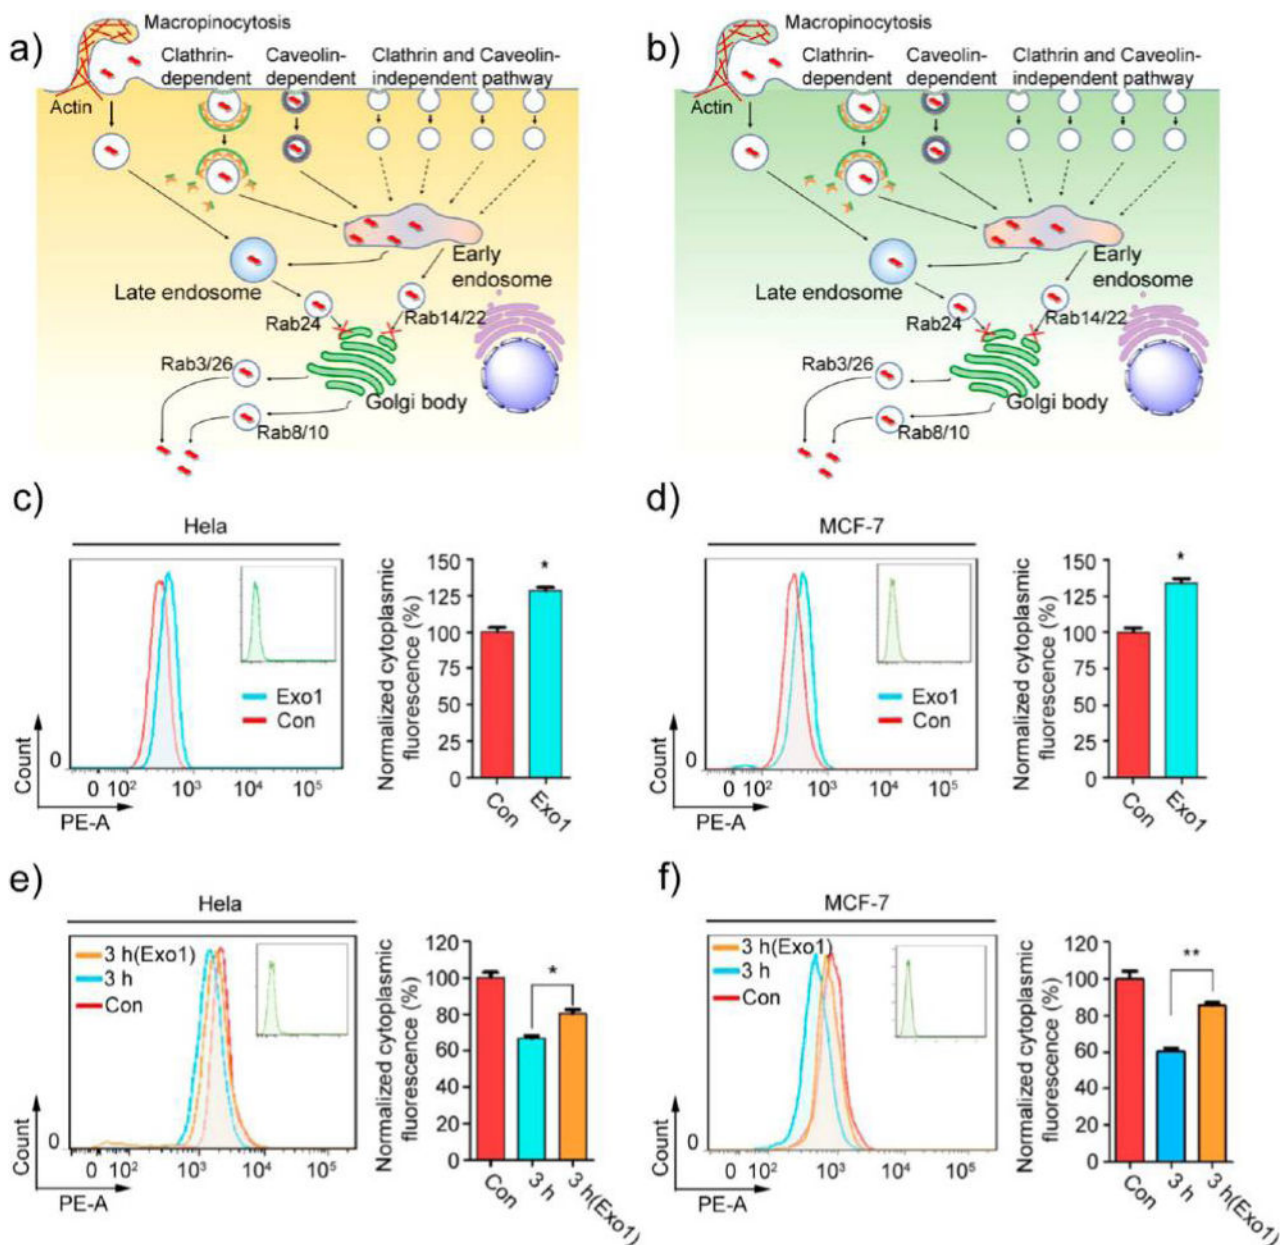 a)
Macropinocytosis
Clathrin-
dependent
Caveolin-
dependent
Clathrin and Caveolin-
independent pathway
Actin
Early
endosome
Late endosome
Rab24
Rab14/22
Rab3/26
Golgi body
Rab8/10
b)
Macropinocytosis
Clathrin-
dependent
Caveolin-
dependent
Clathrin and Caveolin-
independent pathway
Actin
Early
endosome
Late endosome
Rab24
Rab14/22
Rab3/26
Golgi body
Rab8/10
c)
Hela
Exo1
Con
Count
0
0 10² 10³ 10⁴ 10⁵
PE-A
Normalized cytoplasmic
fluorescence (%)
150
125
100
75
50
25
0
*
Con
Exo1
d)
MCF-7
Exo1
Con
Count
0
0 10² 10³ 10⁴ 10⁵
PE-A
Normalized cytoplasmic
fluorescence (%)
150
125
100
75
50
25
0
*
Con
Exo1
e)
Hela
3 h(Exo1)
3 h
Con
Count
0
0 10² 10³ 10⁴ 10⁵
PE-A
Normalized cytoplasmic
fluorescence (%)
120
100
80
60
40
20
0
*
Con
3 h
3 h(Exo1)
f)
MCF-7
3 h(Exo1)
3 h
Con
Count
0
0 10² 10³ 10⁴ 10⁵
PE-A
Normalized cytoplasmic
fluorescence (%)
120
100
80
60
40
20
0
**
Con
3 h
3 h(Exo1)